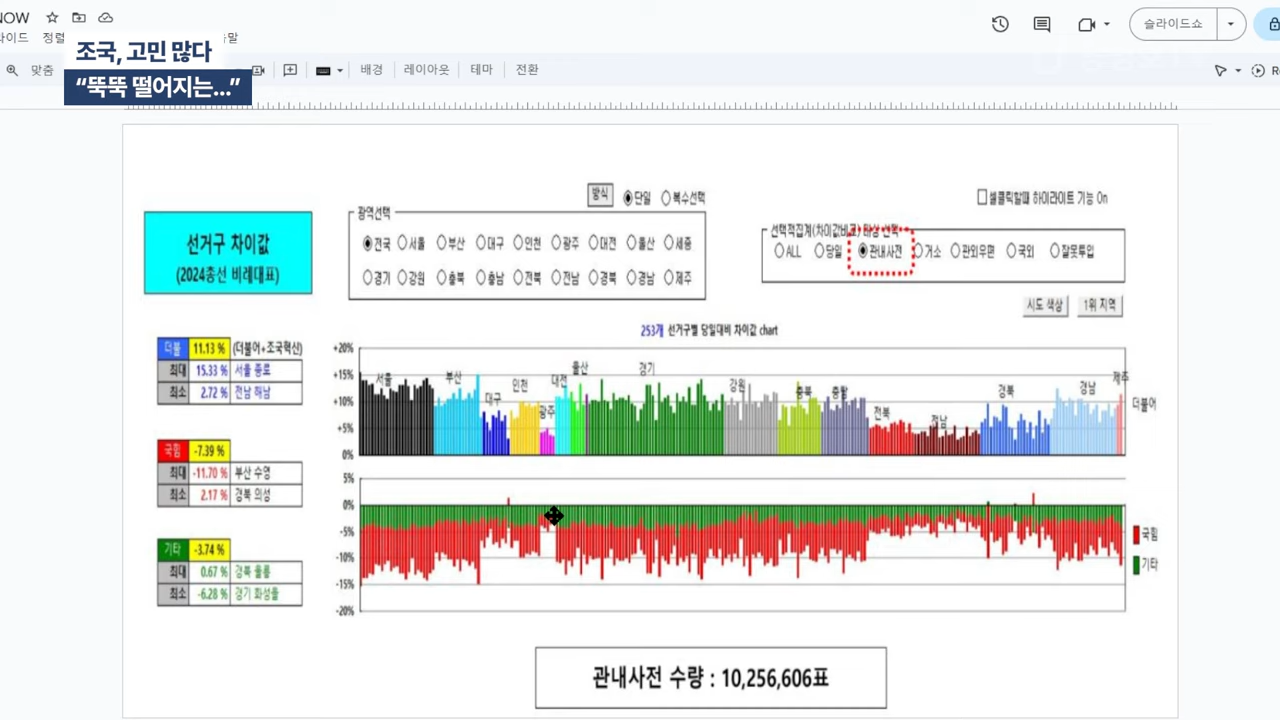 NOW
라이드
정렬
말
조국, 고민 많다
“뚝뚝 떨어지는...”
맞춤
배경
레이아웃
테마
전환
슬라이드쇼
방식
단일
복수선택
셀클릭할때 하이라이트 기능 On
선거구 차이값
(2024총선 비례대표)
광역선택
전국 서울 부산 대구 인천 광주 대전 울산 세종
경기 강원 충북 충남 전북 전남 경북 경남 제주
선택적집계(차이값비교) 대상 선택
ALL 당일 관내사전 거소 관외우편 국외 잘못투입
시도 색상
1위 지역
253개 선거구별 당일대비 차이값 chart
더불 11.13 % (더불어+조국혁신)
최대 15.33 % 서울 종로
최소 2.72 % 전남 해남
국힘 -7.39 %
최대 -11.70 % 부산 수영
최소 2.17 % 경북 의성
기타 -3.74 %
최대 0.67 % 경북 울릉
최소 -6.28 % 경기 화성을
+20%
+15%
+10%
+5%
0%
서울
부산
대구
인천
광주
대전
울산
경기
강원
충북
충남
전북
전남
경북
경남
제주
더불어
5%
0%
-5%
-10%
-15%
-20%
국힘
기타
관내사전 수량 : 10,256,606표